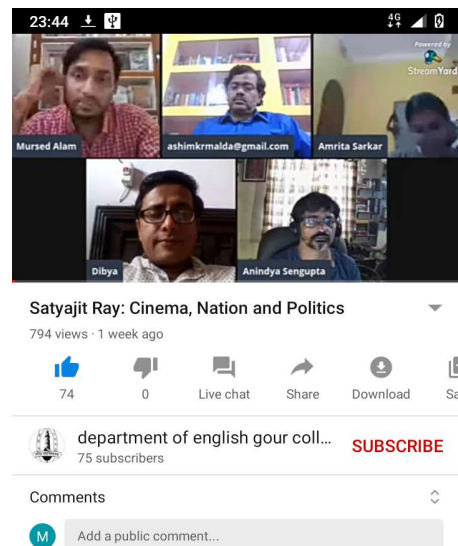 23:44
4G
Powered by
StreamYard
Mursed Alam
ashimkrmalda@gmail.com
Amrita Sarkar
Dibya
Anindya Sengupta
Satyajit Ray: Cinema, Nation and Politics
794 views · 1 week ago
74
0
Live chat
Share
Download
Sa
department of english gour coll...
75 subscribers
SUBSCRIBE
Comments
M
Add a public comment...